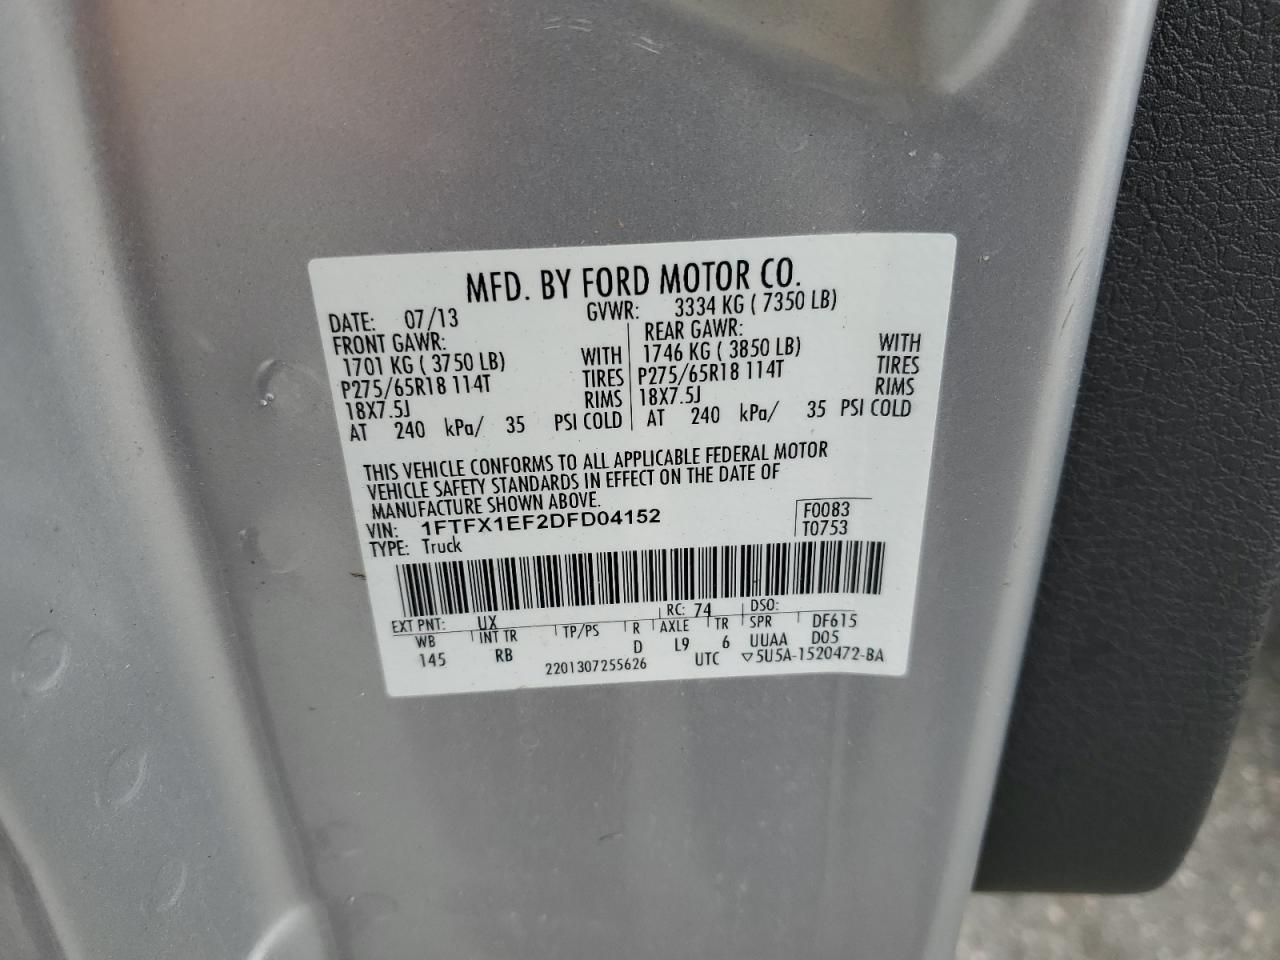 MFD. BY FORD MOTOR CO.
DATE: 07/13 GVWR: 3334 KG ( 7350 LB)
FRONT GAWR: REAR GAWR:
1701 KG ( 3750 LB) WITH 1746 KG ( 3850 LB) WITH
P275/65R18 114T TIRES P275/65R18 114T TIRES
18X7.5J RIMS 18X7.5J RIMS
AT 240 kPa/ 35 PSI COLD AT 240 kPa/ 35 PSI COLD
THIS VEHICLE CONFORMS TO ALL APPLICABLE FEDERAL MOTOR
VEHICLE SAFETY STANDARDS IN EFFECT ON THE DATE OF
MANUFACTURE SHOWN ABOVE.
VIN: 1FTFX1EF2DFD04152 F0083
TYPE: Truck T0753
EXT PNT: UX RC: 74 DSO:
WB INT TR TP/PS R AXLE TR SPR DF615
145 RB D L9 6 UUAA D05
2201307255626 UTC ▽5U5A-1520472-BA